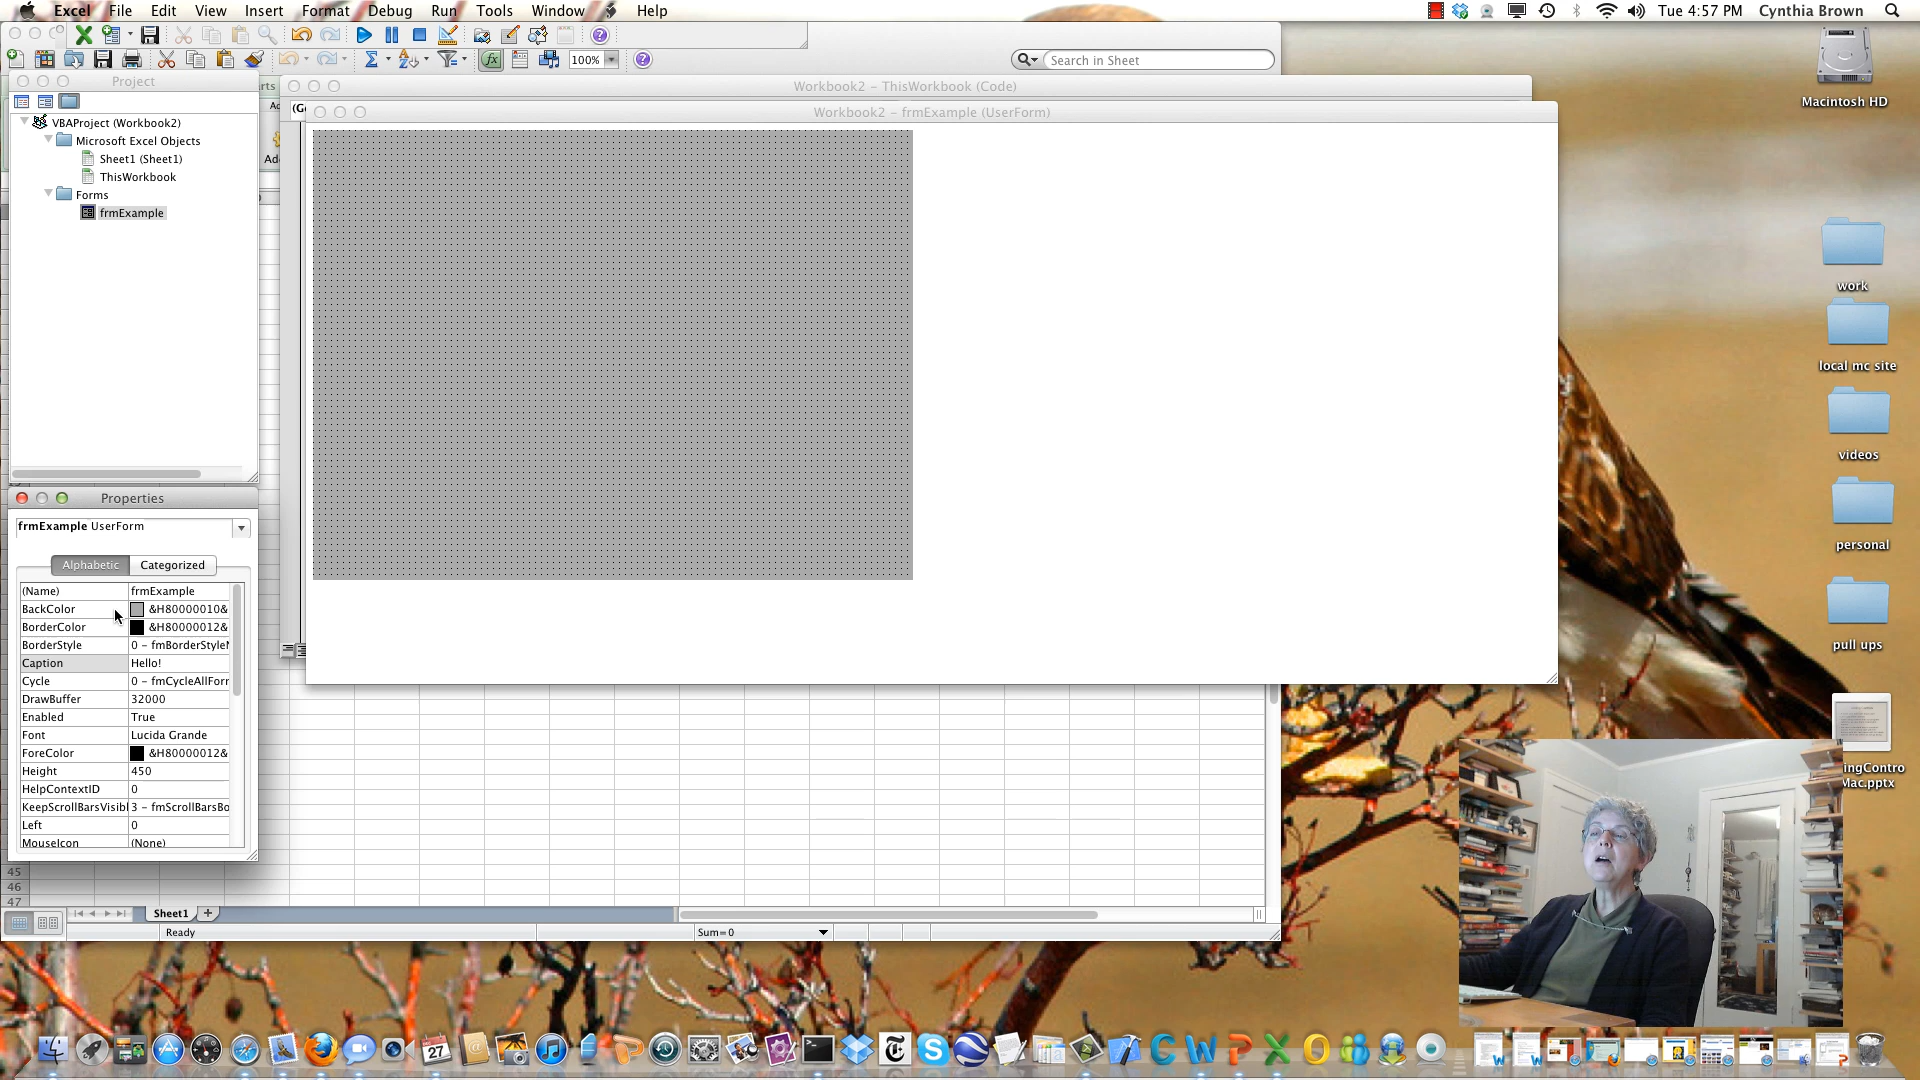 Excel File Edit View Insert Format Debug Run Tools Window Help
Tue 4:57 PM Cynthia Brown
100%
Search in Sheet
Project
VBAProject (Workbook2)
Microsoft Excel Objects
Sheet1 (Sheet1)
ThisWorkbook
Forms
frmExample
Workbook2 – ThisWorkbook (Code)
Workbook2 – frmExample (UserForm)
Properties
frmExample UserForm
Alphabetic Categorized
(Name) frmExample
BackColor &H80000010&
BorderColor &H80000012&
BorderStyle 0 – fmBorderStyle
Caption Hello!
Cycle 0 – fmCycleAllForr
DrawBuffer 32000
Enabled True
Font Lucida Grande
ForeColor &H80000012&
Height 450
HelpContextID 0
KeepScrollBarsVisibl 3 – fmScrollBarsBo
Left 0
MouseIcon (None)
45
46
47
Sheet1
Ready
Sum=0
Macintosh HD
work
local mc site
videos
personal
pull ups
ingContro
Mac.pptx
27